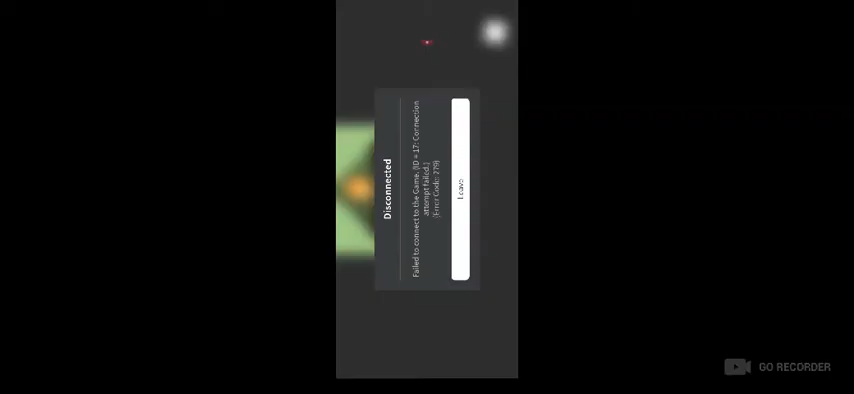 Disconnected
Failed to connect to the Game. (ID = 17: Connection
attempt failed.)
(Error Code: 279)
Leave
GO RECORDER